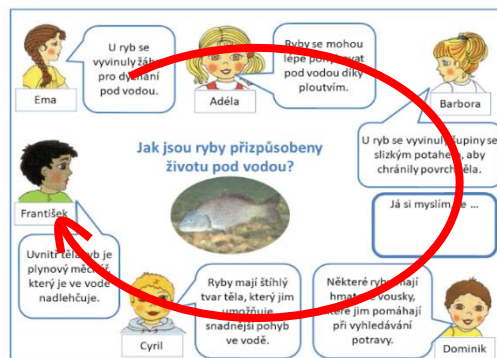 U ryb se
vyvinuly
pro dýchání
pod vodou.
Ema
Ryby se mohou
lépe
pod vodou díky
ploutvím.
Adéla
Barbora
U ryb se vyvinuly šupiny se
slizkým potahem, aby
chránily povrch těla.
Já si myslím, že ...
Jak jsou ryby přizpůsobeny
životu pod vodou?
František
Uvnitř těla ryb je
plynový měchýř,
který je ve vodě
nadlehčuje.
Cyril
Ryby mají štíhlý
tvar těla, který jim
umožňuje
snadnější pohyb
ve vodě.
Některé ryby mají
hmatové vousky,
které jim pomáhají
při vyhledávání
potravy.
Dominik